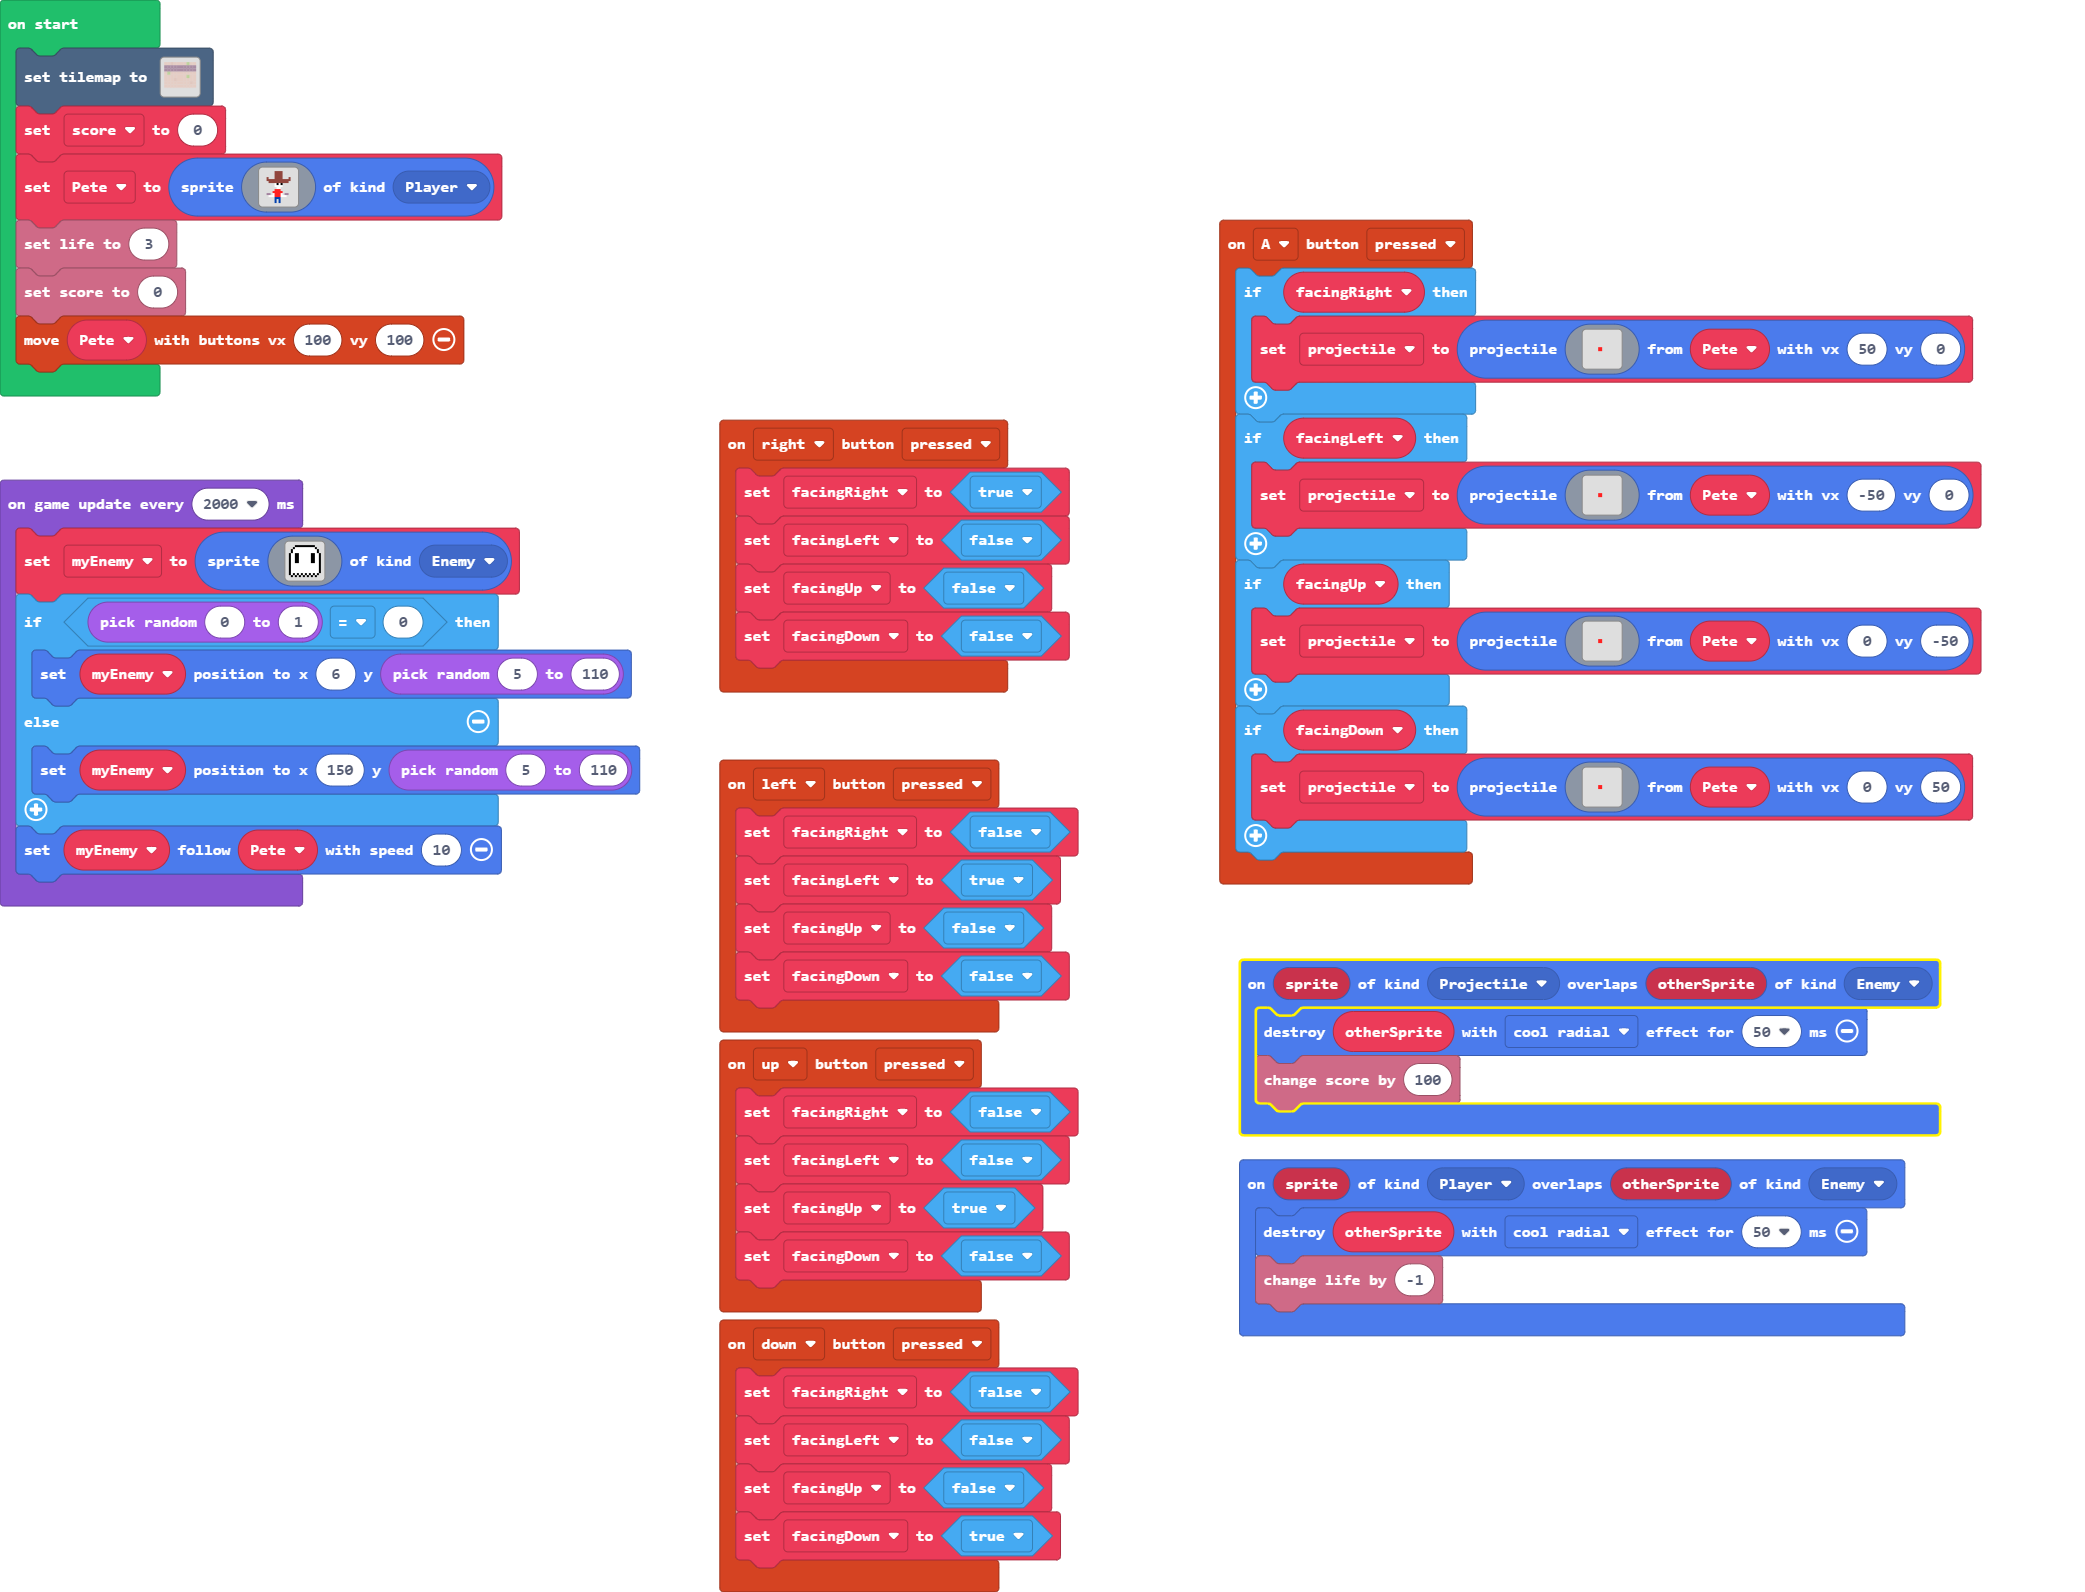 on start
set tilemap to
set score to 0
set Pete to sprite of kind Player
set life to 3
set score to 0
move Pete with buttons vx 100 vy 100
on game update every 2000 ms
set myEnemy to sprite of kind Enemy
if pick random 0 to 1 = 0 then
set myEnemy position to x 6 y pick random 5 to 110
else
set myEnemy position to x 150 y pick random 5 to 110
set myEnemy follow Pete with speed 10
on right button pressed
set facingRight to true
set facingLeft to false
set facingUp to false
set facingDown to false
on left button pressed
set facingRight to false
set facingLeft to true
set facingUp to false
set facingDown to false
on up button pressed
set facingRight to false
set facingLeft to false
set facingUp to true
set facingDown to false
on down button pressed
set facingRight to false
set facingLeft to false
set facingUp to false
set facingDown to true
on A button pressed
if facingRight then
set projectile to projectile from Pete with vx 50 vy 0
if facingLeft then
set projectile to projectile from Pete with vx -50 vy 0
if facingUp then
set projectile to projectile from Pete with vx 0 vy -50
if facingDown then
set projectile to projectile from Pete with vx 0 vy 50
on sprite of kind Projectile overlaps otherSprite of kind Enemy
destroy otherSprite with cool radial effect for 50 ms
change score by 100
on sprite of kind Player overlaps otherSprite of kind Enemy
destroy otherSprite with cool radial effect for 50 ms
change life by -1